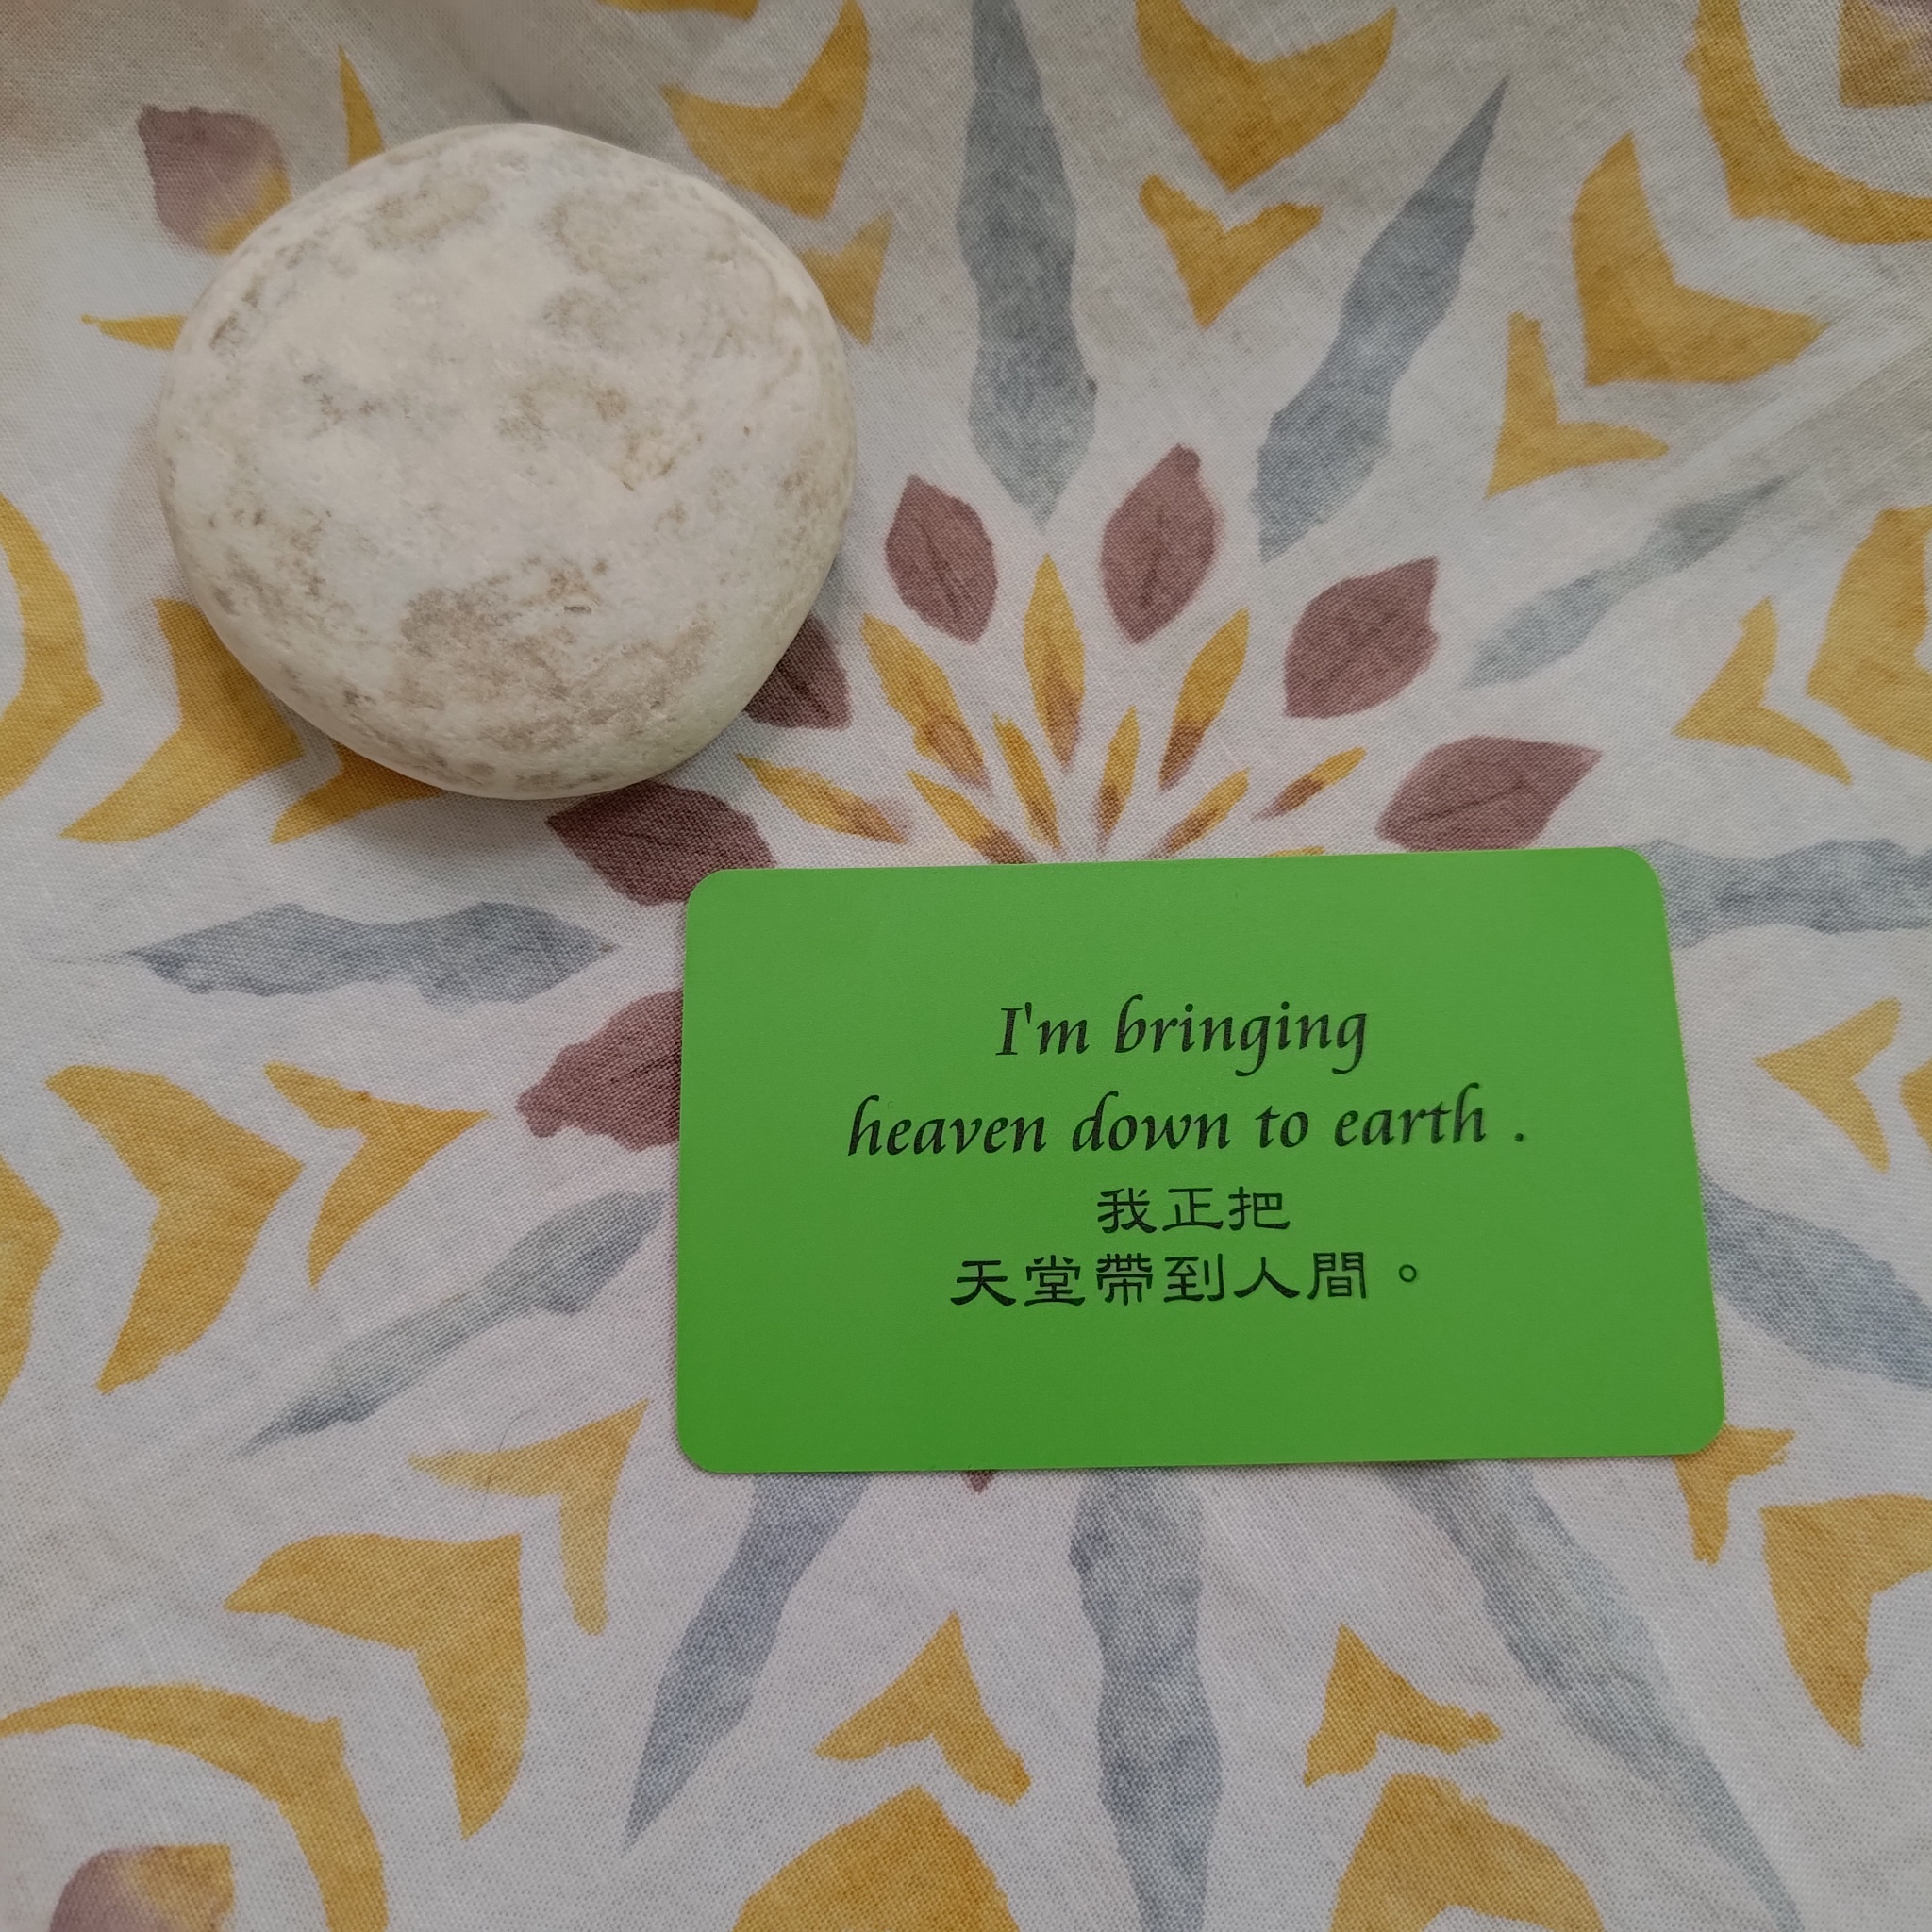 I'm bringing
heaven down to earth .
我正把
天堂帶到人間。